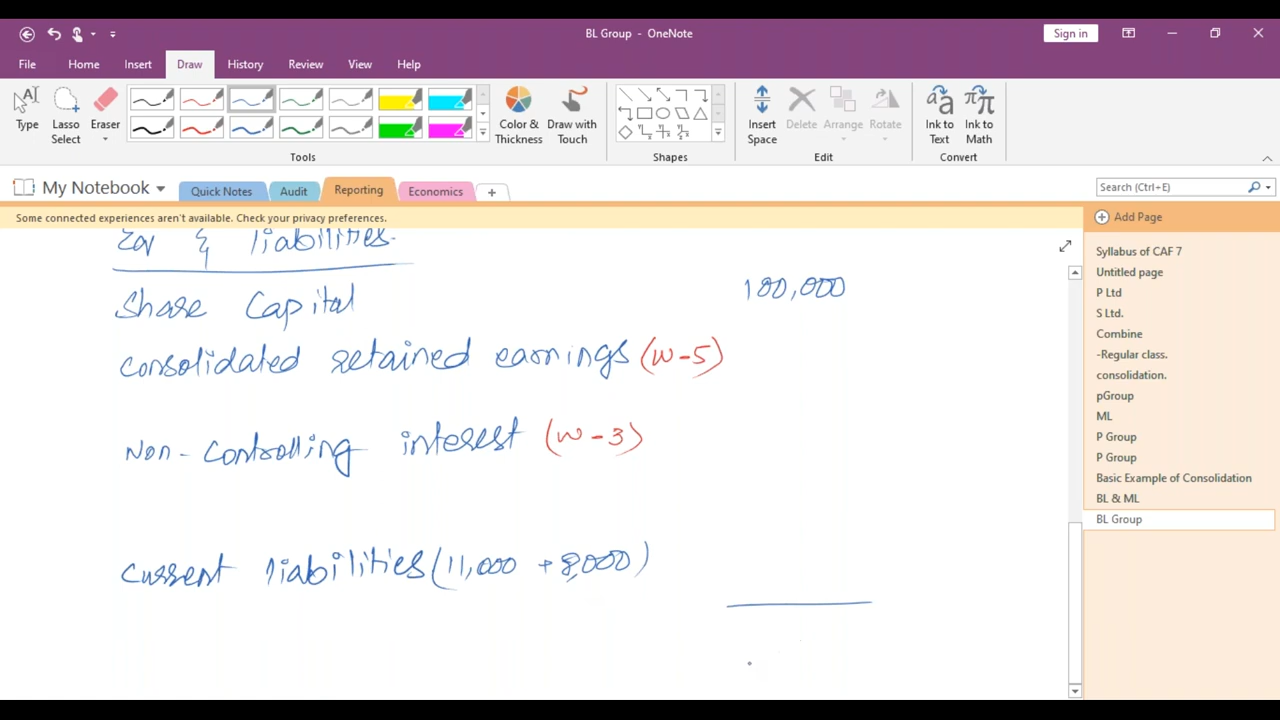 BL Group - OneNote
Sign in
File Home Insert Draw History Review View Help
Type
Lasso Select
Eraser
Color & Thickness
Draw with Touch
Insert Space
Delete
Arrange
Rotate
Ink to Text
Ink to Math
Tools
Shapes
Edit
Convert
My Notebook
Quick Notes
Audit
Reporting
Economics
Search (Ctrl+E)
Some connected experiences aren't available. Check your privacy preferences.
Add Page
Syllabus of CAF 7
Untitled page
P Ltd
S Ltd.
Combine
-Regular class.
consolidation.
pGroup
ML
P Group
P Group
Basic Example of Consolidation
BL & ML
BL Group
& liabilities.
Share Capital 100,000
consolidated retained earnings (W-5)
Non-Controlling interest (W-3)
current liabilities (11,000 + 8,000)